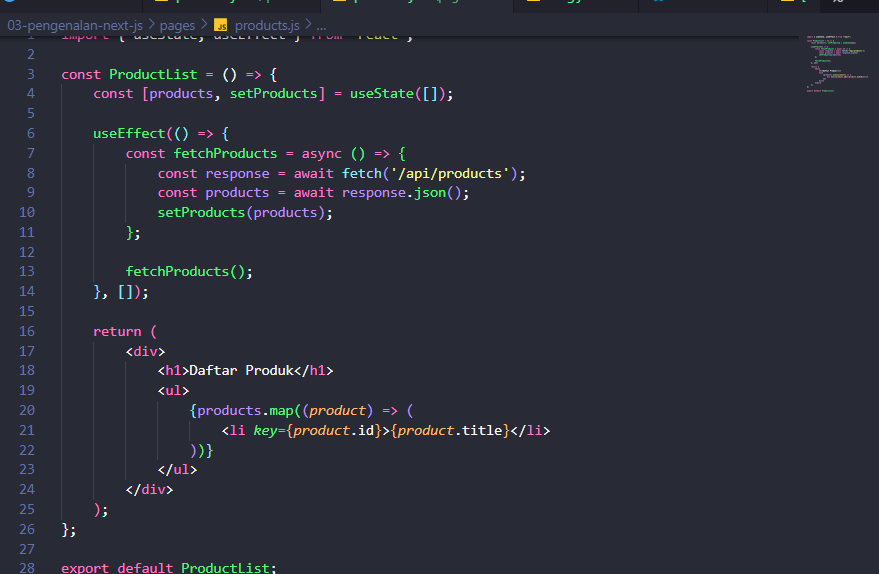 03-pengenalan-next-js > pages > JS products.js > ...
1 import { useState, useEffect } from 'react';
2
3 const ProductList = () => {
4 const [products, setProducts] = useState([]);
5
6 useEffect(() => {
7 const fetchProducts = async () => {
8 const response = await fetch('/api/products');
9 const products = await response.json();
10 setProducts(products);
11 };
12
13 fetchProducts();
14 }, []);
15
16 return (
17 <div>
18 <h1>Daftar Produk</h1>
19 <ul>
20 {products.map((product) => (
21 <li key={product.id}>{product.title}</li>
22 ))}
23 </ul>
24 </div>
25 );
26 };
27
28 export default ProductList;